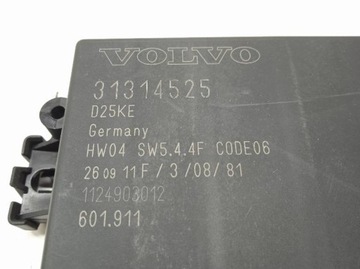 VOLVO
31314525
D25KE
Germany
HW04 SW5.4.4F CODE06
26 09 11 F / 3 / 08 / 81
1124903012
601.911